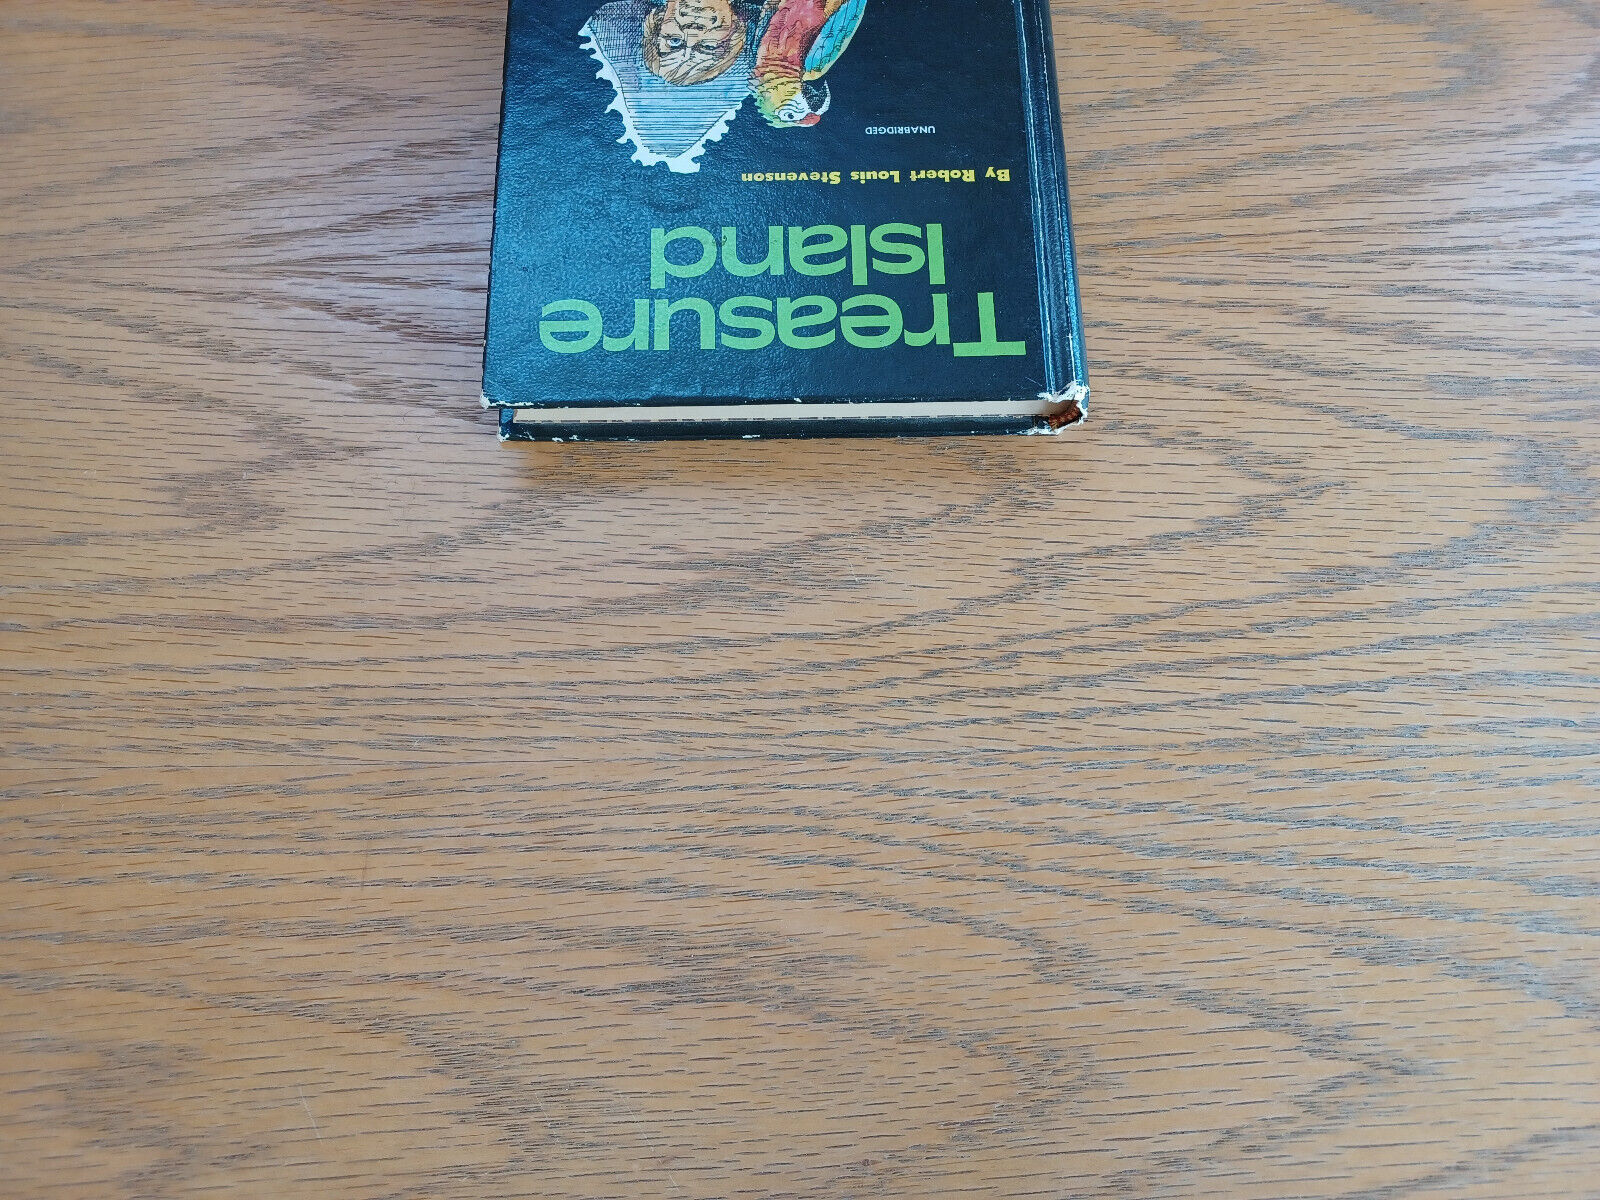 Treasure
Island
By Robert Louis Stevenson
UNABRIDGED